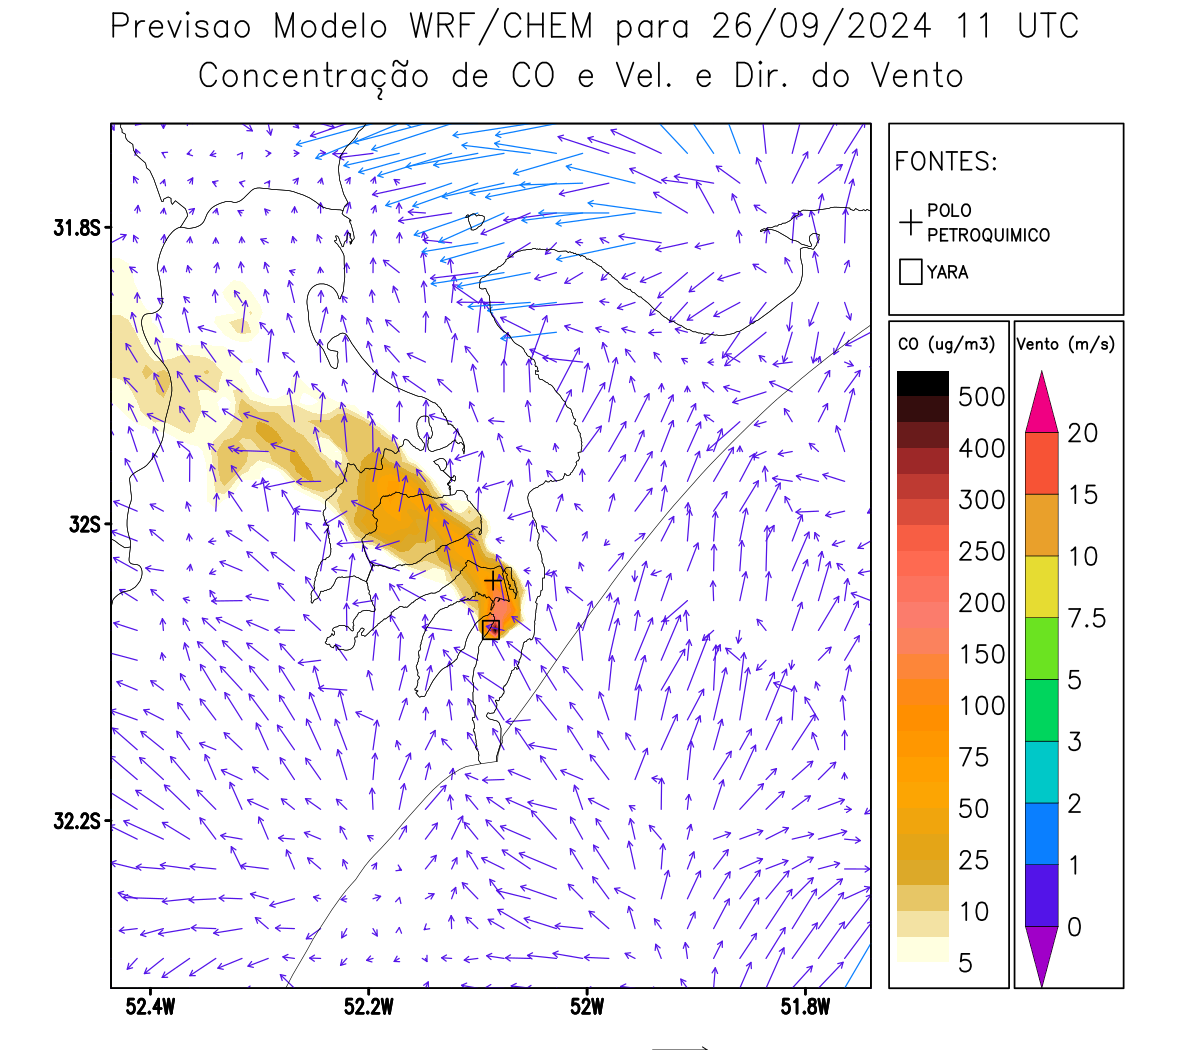 Previsao Modelo WRF/CHEM para 26/09/2024 11 UTC
Concentração de CO e Vel. e Dir. do Vento
FONTES:
POLO
PETROQUIMICO
YARA
31.8S
32S
32.2S
52.4W
52.2W
52W
51.8W
CO (ug/m3)
500
400
300
250
200
150
100
75
50
25
10
5
Vento (m/s)
20
15
10
7.5
5
3
2
1
0